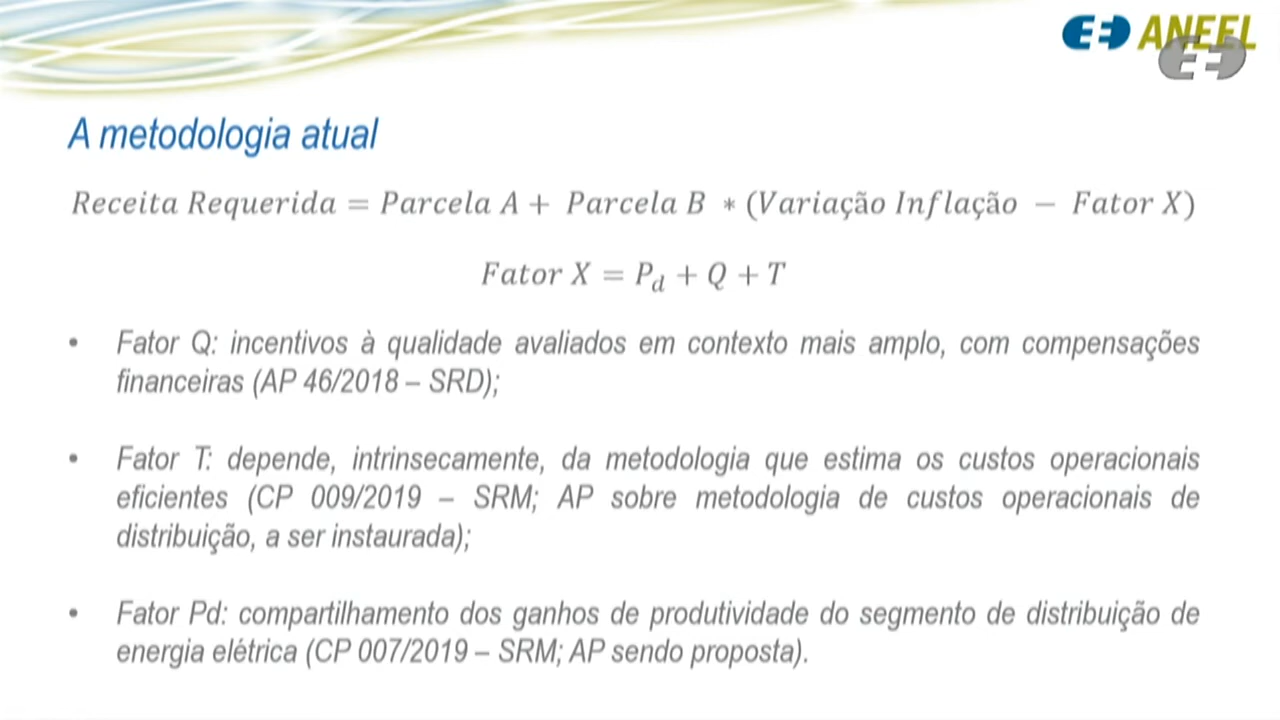 ANEEL
A metodologia atual
Receita Requerida = Parcela A + Parcela B * (Variação Inflação − Fator X)
Fator X = P_d + Q + T
• Fator Q: incentivos à qualidade avaliados em contexto mais amplo, com compensações
financeiras (AP 46/2018 – SRD);
• Fator T: depende, intrinsecamente, da metodologia que estima os custos operacionais
eficientes (CP 009/2019 – SRM; AP sobre metodologia de custos operacionais de
distribuição, a ser instaurada);
• Fator Pd: compartilhamento dos ganhos de produtividade do segmento de distribuição de
energia elétrica (CP 007/2019 – SRM; AP sendo proposta).